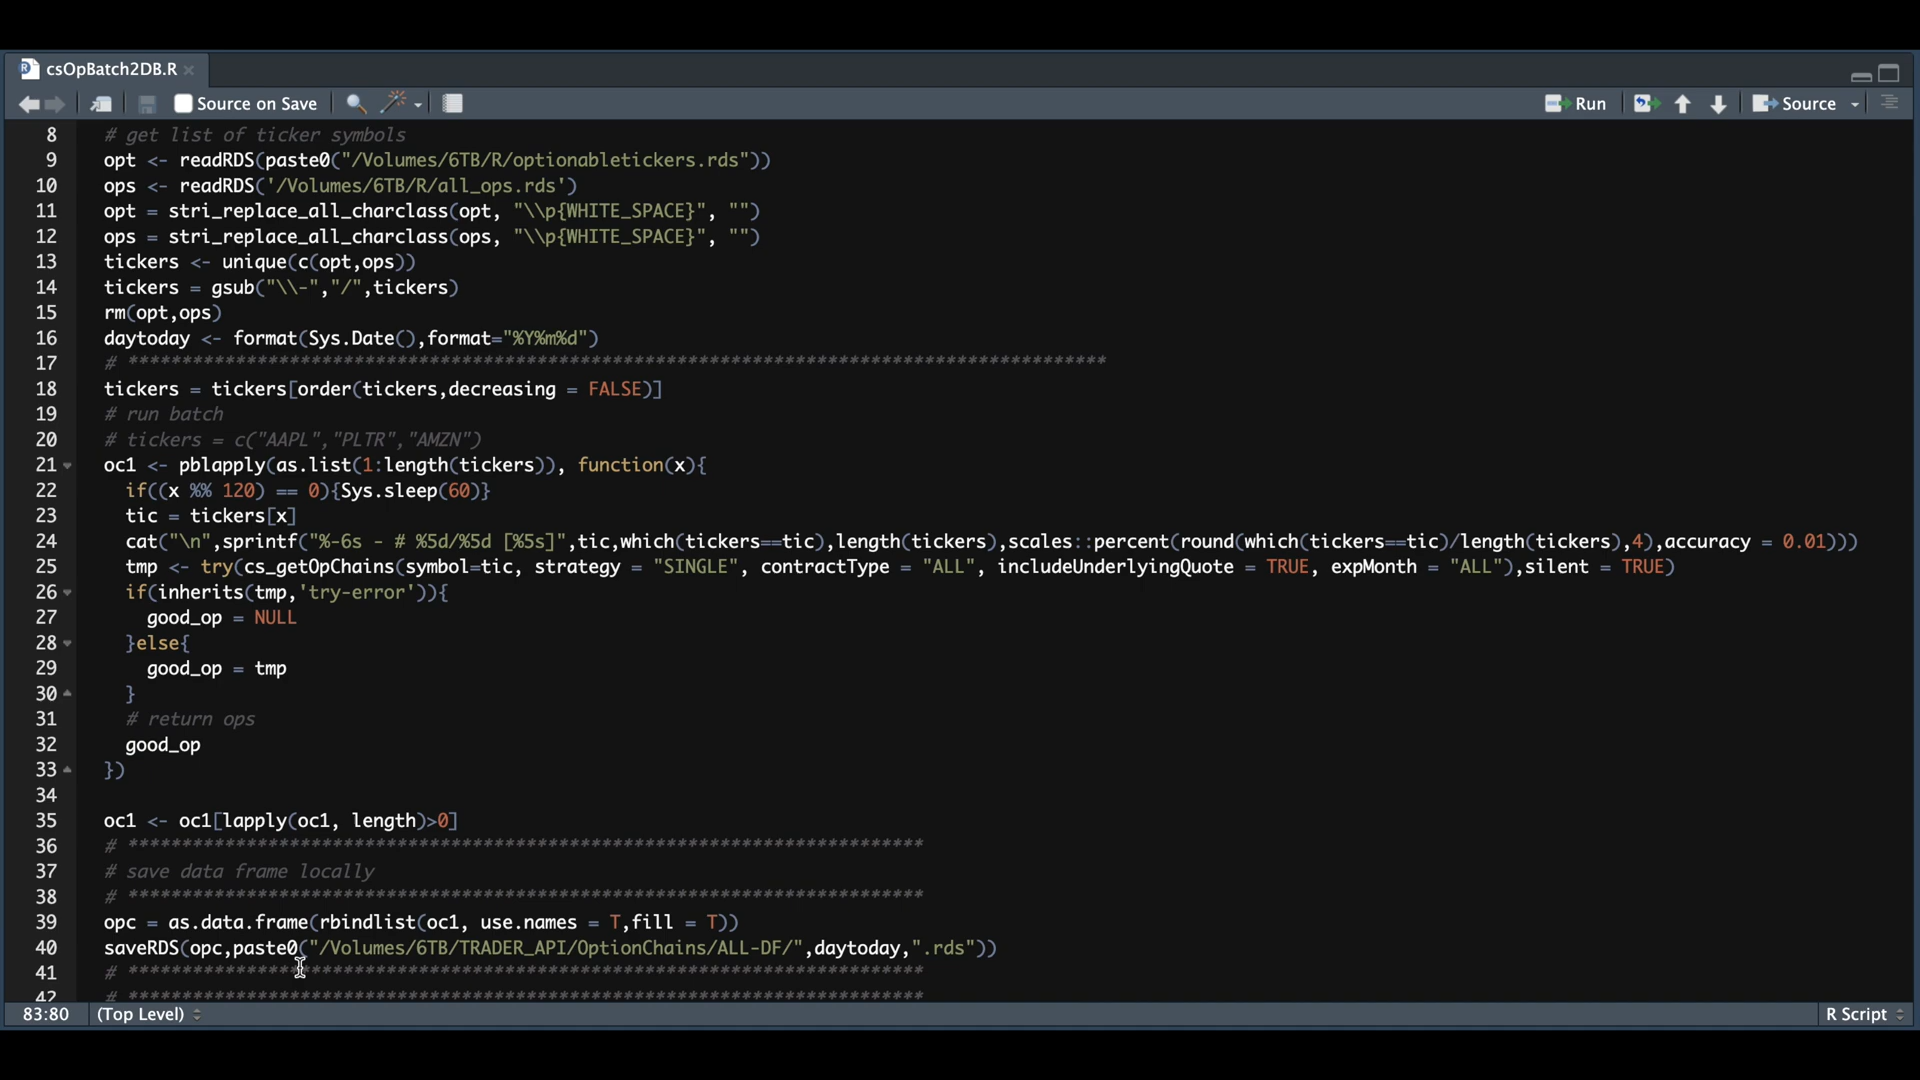 csOpBatch2DB.R
Source on Save
Run
Source
8 # get list of ticker symbols
9 opt <- readRDS(paste0("/Volumes/6TB/R/optionabletickers.rds"))
10 ops <- readRDS('/Volumes/6TB/R/all_ops.rds')
11 opt = stri_replace_all_charclass(opt, "\\p{WHITE_SPACE}", "")
12 ops = stri_replace_all_charclass(ops, "\\p{WHITE_SPACE}", "")
13 tickers <- unique(c(opt,ops))
14 tickers = gsub("\\-","/",tickers)
15 rm(opt,ops)
16 daytoday <- format(Sys.Date(),format="%Y%m%d")
17 # *******************************************************************************************
18 tickers = tickers[order(tickers,decreasing = FALSE)]
19 # run batch
20 # tickers = c("AAPL","PLTR","AMZN")
21 oc1 <- pblapply(as.list(1:length(tickers)), function(x){
22   if((x %% 120) == 0){Sys.sleep(60)}
23   tic = tickers[x]
24   cat("\n",sprintf("%-6s - # %5d/%5d [%5s]",tic,which(tickers==tic),length(tickers),scales::percent(round(which(tickers==tic)/length(tickers),4),accuracy = 0.01)))
25   tmp <- try(cs_getOpChains(symbol=tic, strategy = "SINGLE", contractType = "ALL", includeUnderlyingQuote = TRUE, expMonth = "ALL"),silent = TRUE)
26   if(inherits(tmp,'try-error')){
27     good_op = NULL
28   }else{
29     good_op = tmp
30   }
31   # return ops
32   good_op
33 })
34
35 oc1 <- oc1[lapply(oc1, length)>0]
36 # **************************************************************************
37 # save data frame locally
38 # **************************************************************************
39 opc = as.data.frame(rbindlist(oc1, use.names = T,fill = T))
40 saveRDS(opc,paste0("/Volumes/6TB/TRADER_API/OptionChains/ALL-DF/",daytoday,".rds"))
41 # **************************************************************************
42 # **************************************************************************
83:80 (Top Level) R Script